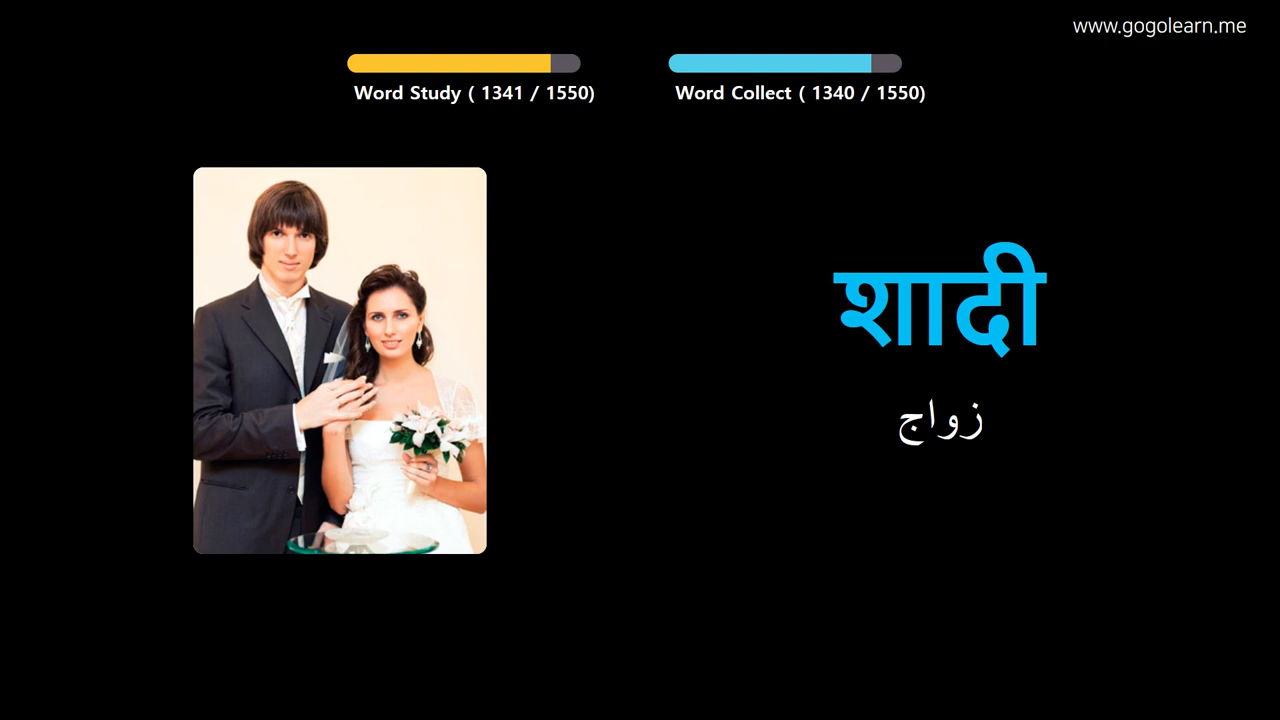 www.gogolearn.me
Word Study ( 1341 / 1550)
Word Collect ( 1340 / 1550)
शादी
زواج